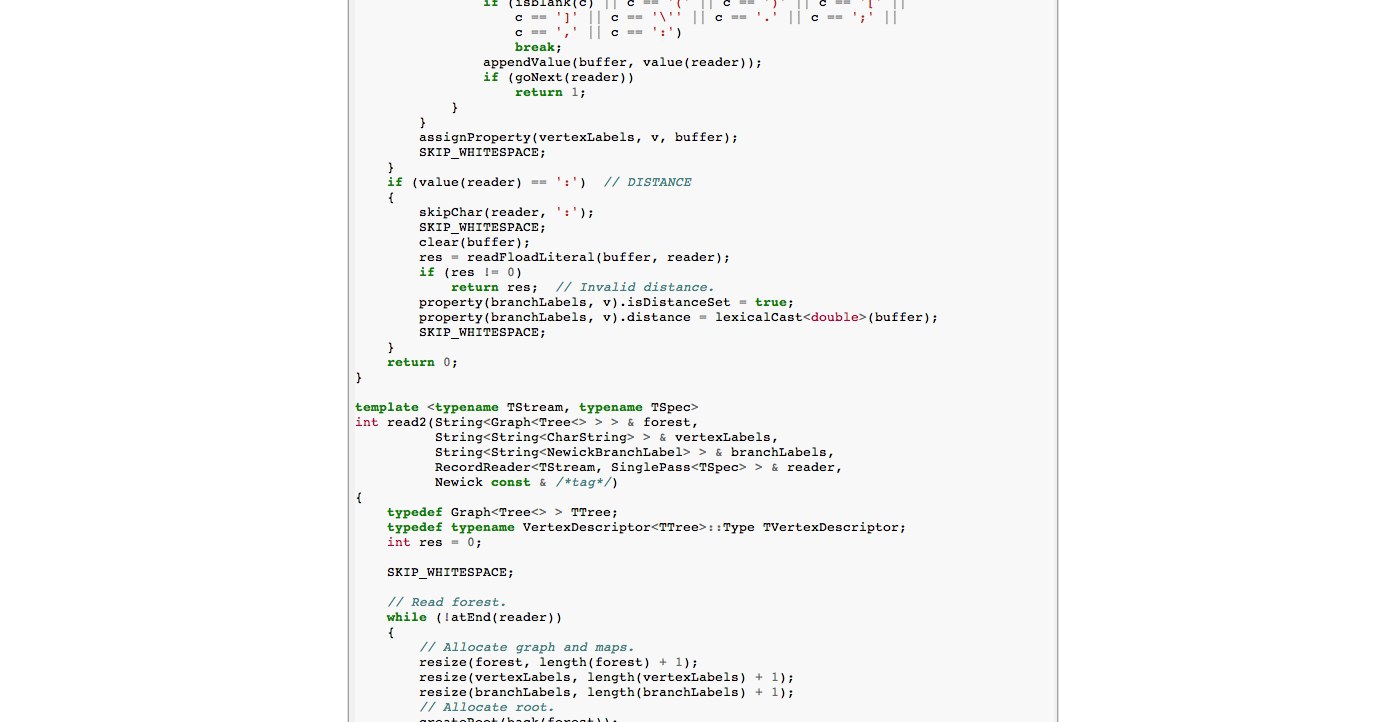 if (isblank(c) || c == '(' || c == ')' || c == '[' ||
c == ']' || c == '\'' || c == '.' || c == ';' ||
c == ',' || c == ':')
break;
appendValue(buffer, value(reader));
if (goNext(reader))
return 1;
}
}
assignProperty(vertexLabels, v, buffer);
SKIP_WHITESPACE;
}
if (value(reader) == ':')  // DISTANCE
{
skipChar(reader, ':');
SKIP_WHITESPACE;
clear(buffer);
res = readFloadLiteral(buffer, reader);
if (res != 0)
return res;  // Invalid distance.
property(branchLabels, v).isDistanceSet = true;
property(branchLabels, v).distance = lexicalCast<double>(buffer);
SKIP_WHITESPACE;
}
return 0;
}
template <typename TStream, typename TSpec>
int read2(String<Graph<Tree<> > > & forest,
String<String<CharString> > & vertexLabels,
String<String<NewickBranchLabel> > & branchLabels,
RecordReader<TStream, SinglePass<TSpec> > & reader,
Newick const & /*tag*/)
{
typedef Graph<Tree<> > TTree;
typedef typename VertexDescriptor<TTree>::Type TVertexDescriptor;
int res = 0;
SKIP_WHITESPACE;
// Read forest.
while (!atEnd(reader))
{
// Allocate graph and maps.
resize(forest, length(forest) + 1);
resize(vertexLabels, length(vertexLabels) + 1);
resize(branchLabels, length(branchLabels) + 1);
// Allocate root.
createRoot(back(forest));